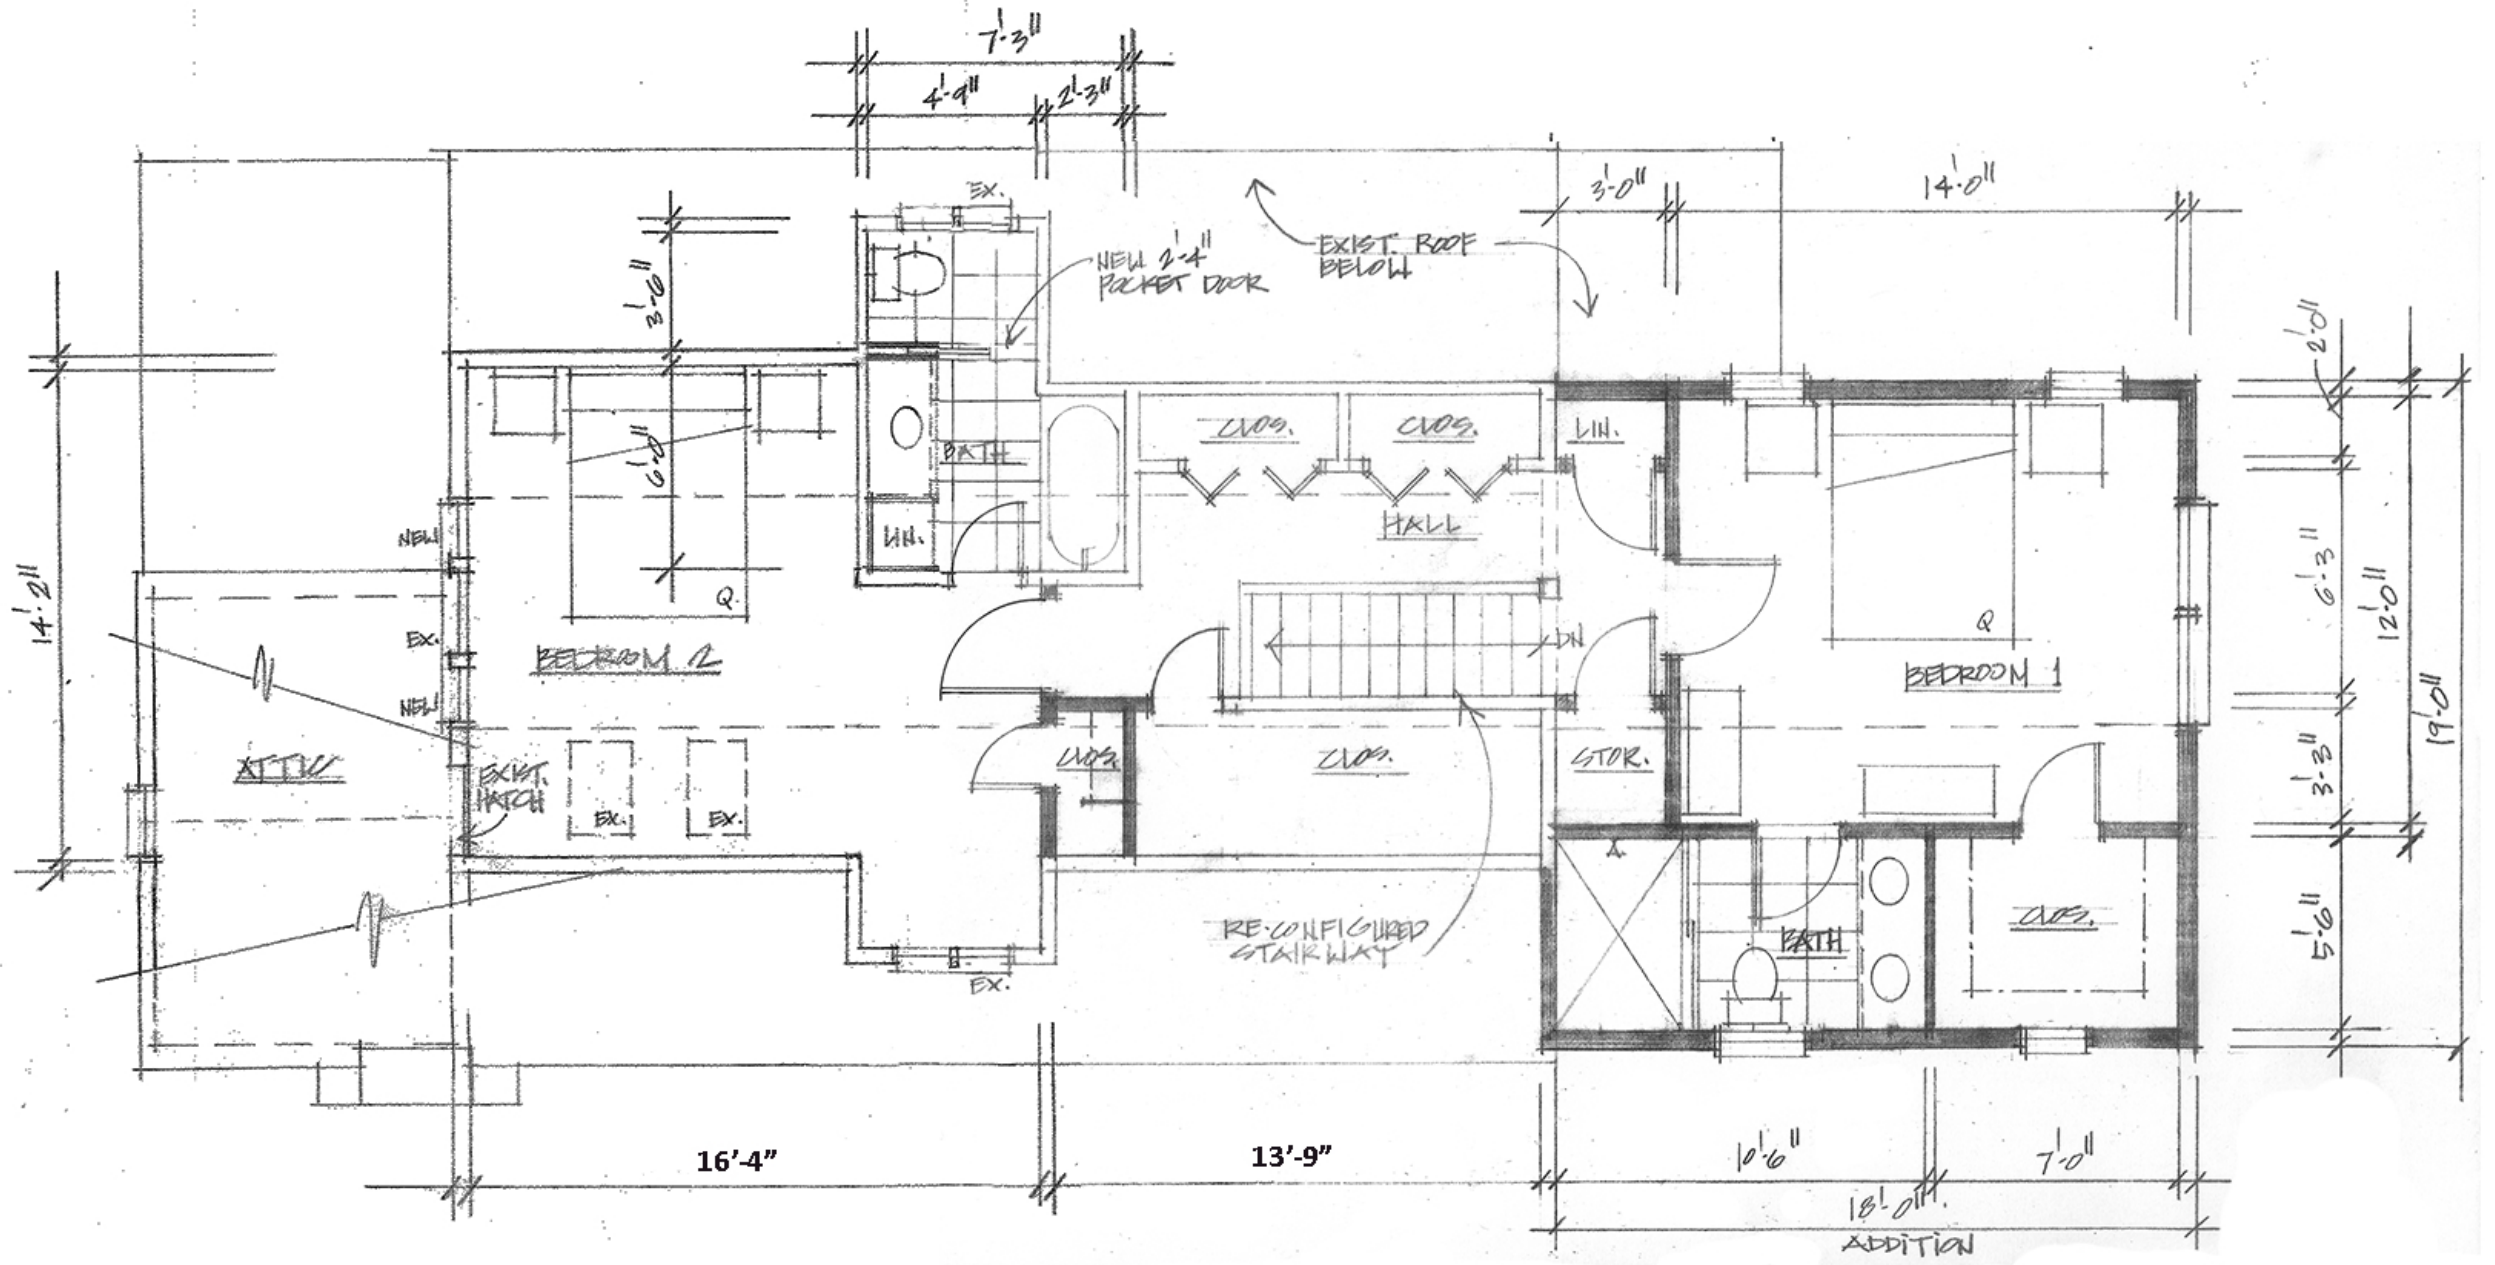 7'-3"
4'-9" 2'-3"
EX.
3'-0"
14'-0"
NEW 2'-4"
POCKET DOOR
EXIST. ROOF
BELOW
3'-6"
2'-0"
CLOS.
CLOS.
LIN.
BATH
6'-0"
HALL
LIN.
NEW
14'-2"
6'-3"
12'-0"
Q.
Q
EX.
BEDROOM 2
DN
BEDROOM 1
NEW
19'-0"
ATTIC
EXIST.
HATCH
CLOS.
CLOS.
STOR.
3'-3"
EX.
EX.
A.
RE-CONFIGURED
STAIRWAY
BATH
CLOS.
5'-6"
EX.
16’-4”
13’-9”
10'-6"
7'-0"
18'-0"
ADDITION